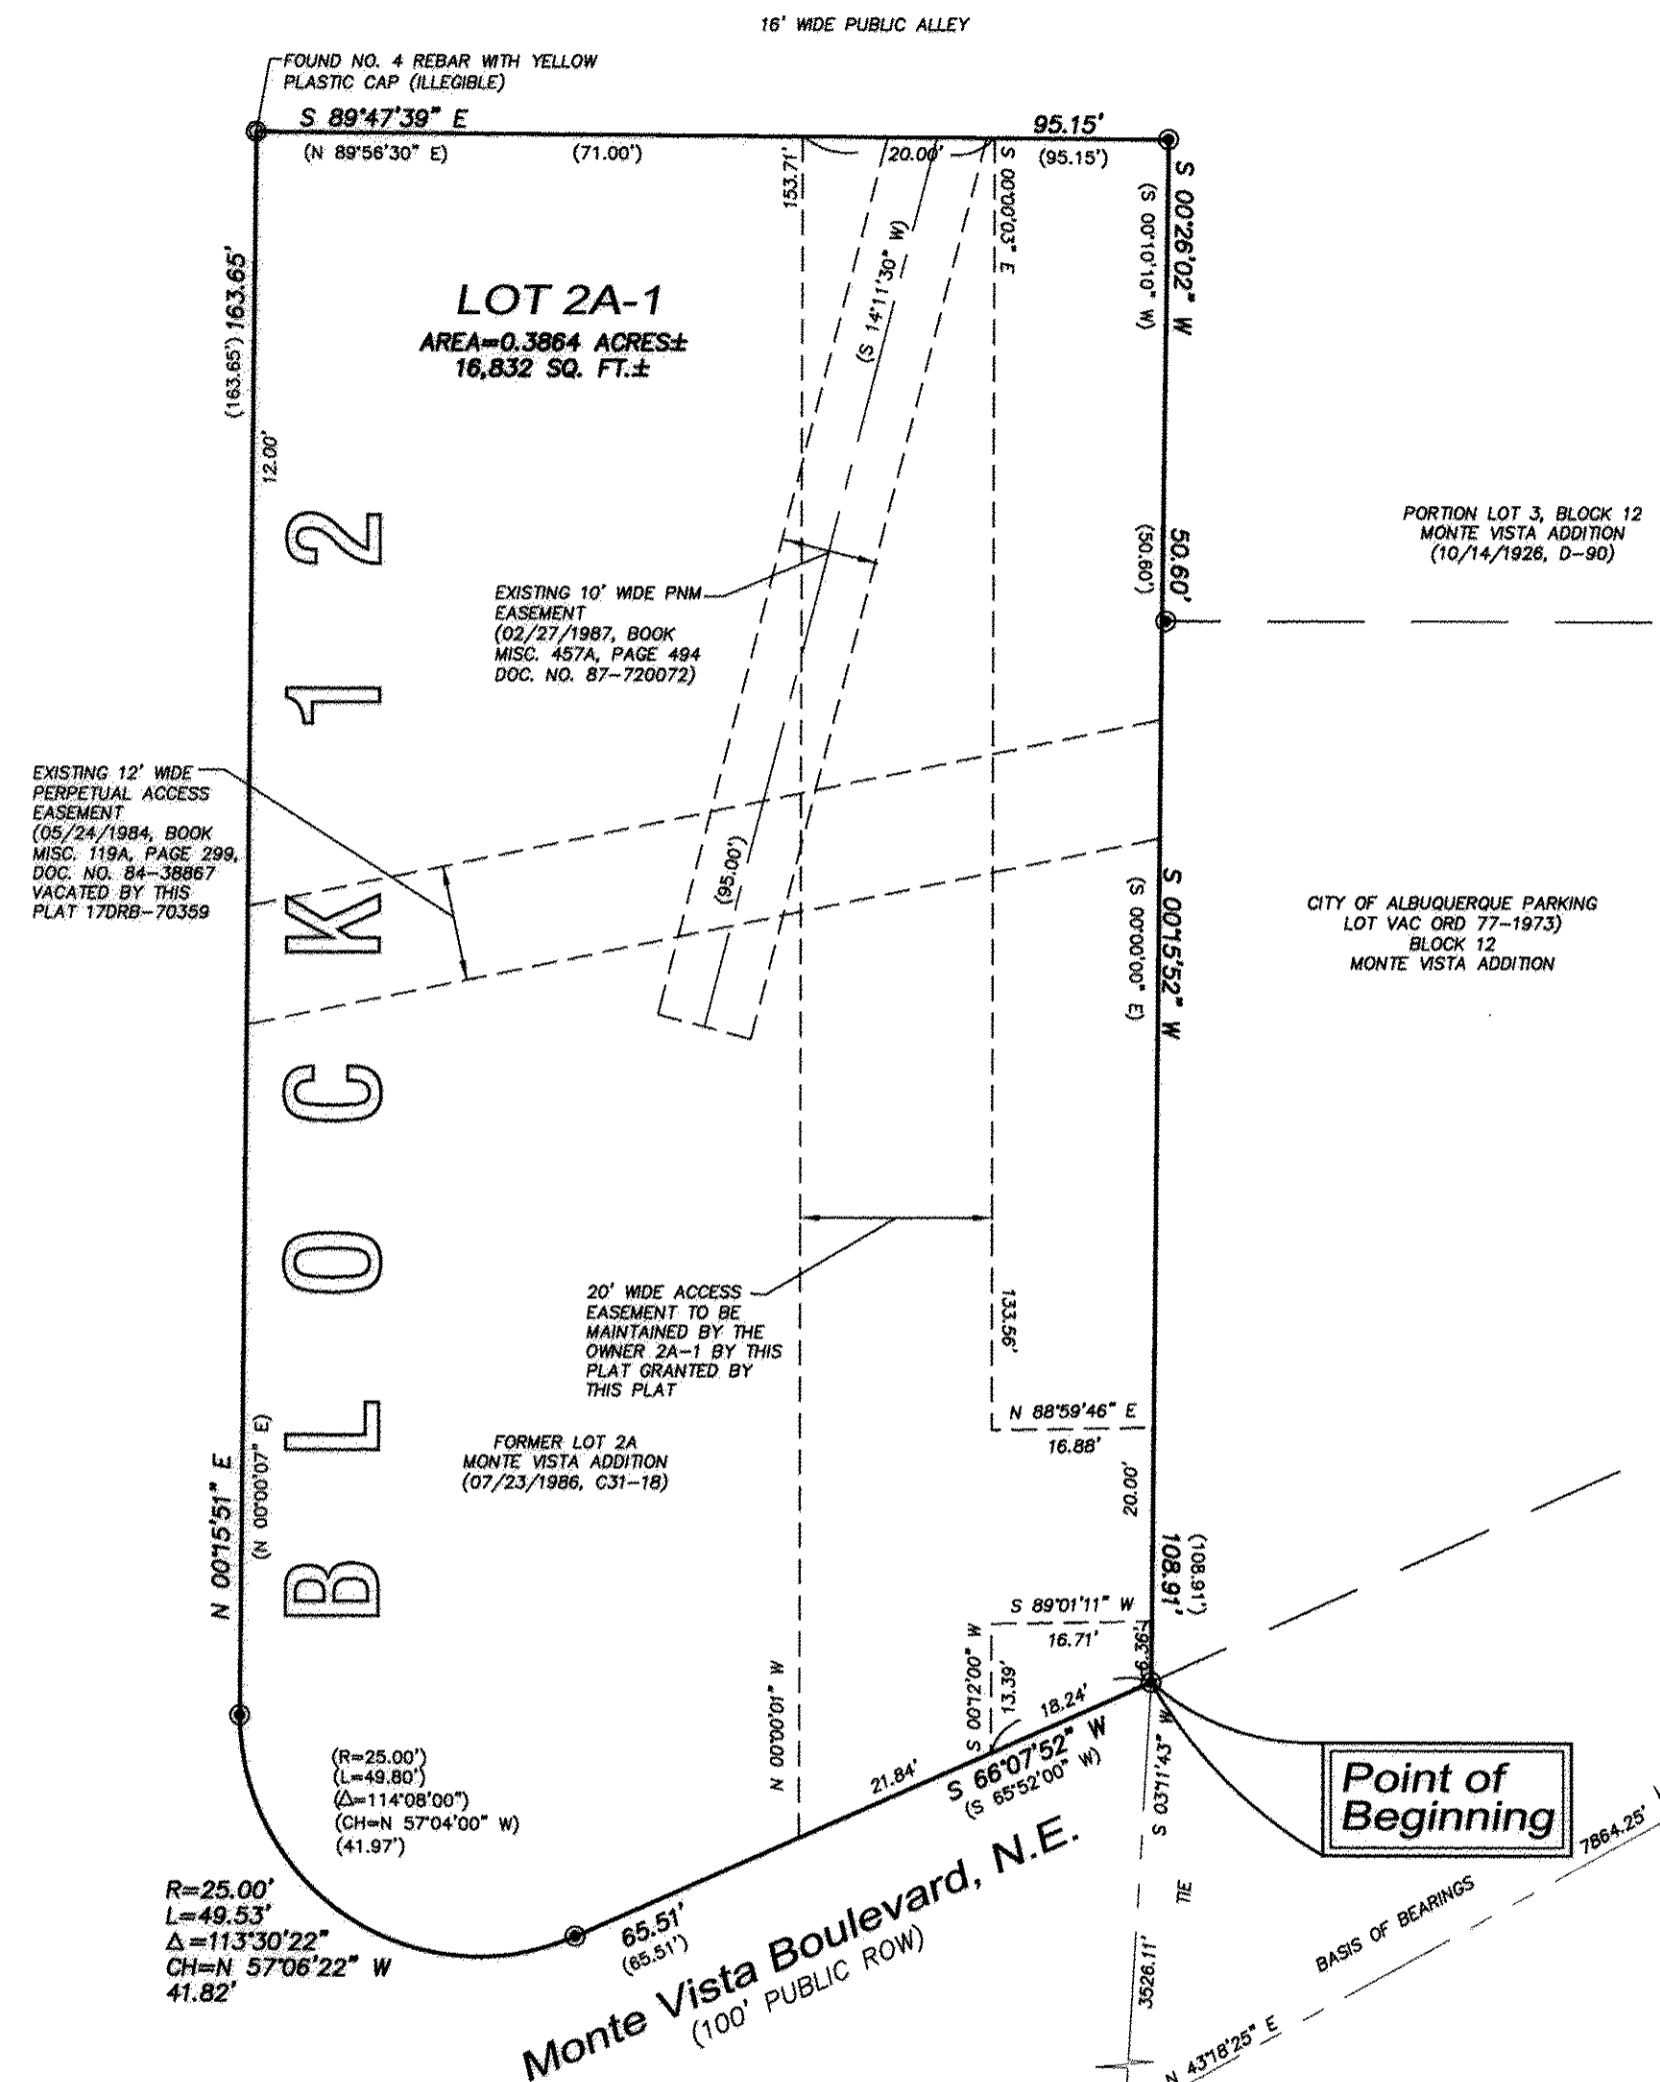 16' WIDE PUBLIC ALLEY
FOUND NO. 4 REBAR WITH YELLOW
PLASTIC CAP (ILLEGIBLE)
S 89°47'39" E
95.15'
(N 89°56'30" E)
(71.00')
20.00'
(95.15')
153.71'
S 00°00'03" E
S 00°26'02" W
(S 00°10'10" W)
(S 14°11'30" W)
(163.65') 163.65'
12.00'
LOT 2A-1
AREA=0.3864 ACRES±
16,832 SQ. FT.±
BLOCK 12
50.60'
(50.60')
PORTION LOT 3, BLOCK 12
MONTE VISTA ADDITION
(10/14/1926, D-90)
EXISTING 10' WIDE PNM
EASEMENT
(02/27/1987, BOOK
MISC. 457A, PAGE 494
DOC. NO. 87-720072)
EXISTING 12' WIDE
PERPETUAL ACCESS
EASEMENT
(05/24/1984, BOOK
MISC. 119A, PAGE 299,
DOC. NO. 84-38867
VACATED BY THIS
PLAT 17DRB-70359
(95.00')
S 00°15'52" W
(S 00°00'00" E)
CITY OF ALBUQUERQUE PARKING
LOT VAC ORD 77-1973)
BLOCK 12
MONTE VISTA ADDITION
20' WIDE ACCESS
EASEMENT TO BE
MAINTAINED BY THE
OWNER 2A-1 BY THIS
PLAT GRANTED BY
THIS PLAT
133.56'
N 88°59'46" E
16.88'
20.00'
FORMER LOT 2A
MONTE VISTA ADDITION
(07/23/1986, C31-18)
N 00°15'51" E
(N 00°00'07" E)
108.91'
(108.91')
S 89°01'11" W
16.71'
6.36'
S 00°12'00" W
13.39'
18.24'
N 00°00'01" W
21.84'
S 66°07'52" W
(S 65°52'00" W)
S 03°11'43" W
TIE
3526.11'
Point of
Beginning
7864.25'
BASIS OF BEARINGS
N 43°18'25" E
(R=25.00')
(L=49.80')
(Δ=114°08'00")
(CH=N 57°04'00" W)
(41.97')
R=25.00'
L=49.53'
Δ=113°30'22"
CH=N 57°06'22" W
41.82'
65.51'
(65.51')
Monte Vista Boulevard, N.E.
(100' PUBLIC ROW)